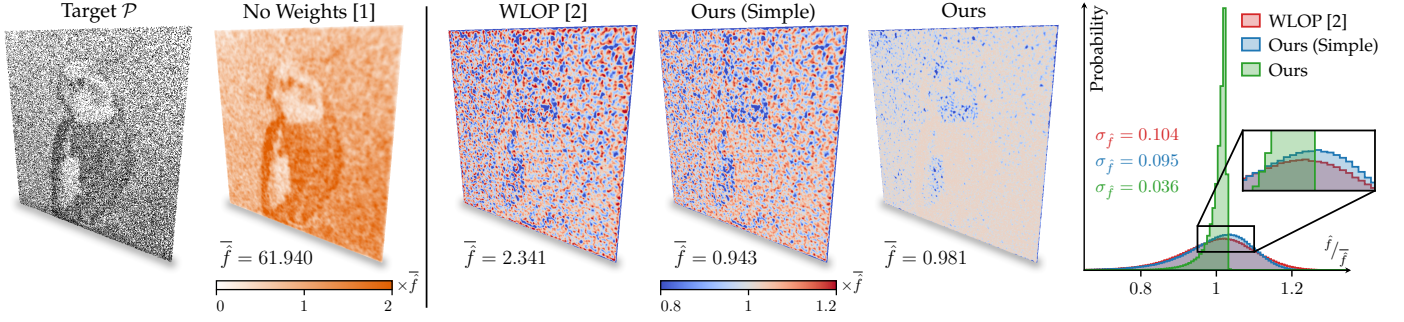 Target 𝒫
No Weights [1]
WLOP [2]
Ours (Simple)
Ours
Probability
WLOP [2]
Ours (Simple)
Ours
σ_f̂ = 0.104
σ_f̂ = 0.095
σ_f̂ = 0.036
f̂/f̂̅
f̂̅ = 61.940
f̂̅ = 2.341
f̂̅ = 0.943
f̂̅ = 0.981
0 1 2 ×f̂̅
0.8 1 1.2 ×f̂̅
0.8 1 1.2